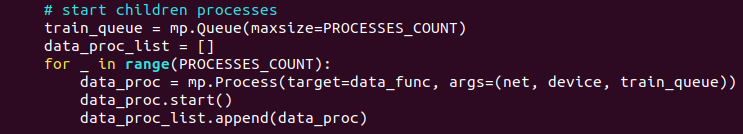 # start children processes
train_queue = mp.Queue(maxsize=PROCESSES_COUNT)
data_proc_list = []
for _ in range(PROCESSES_COUNT):
    data_proc = mp.Process(target=data_func, args=(net, device, train_queue))
    data_proc.start()
    data_proc_list.append(data_proc)